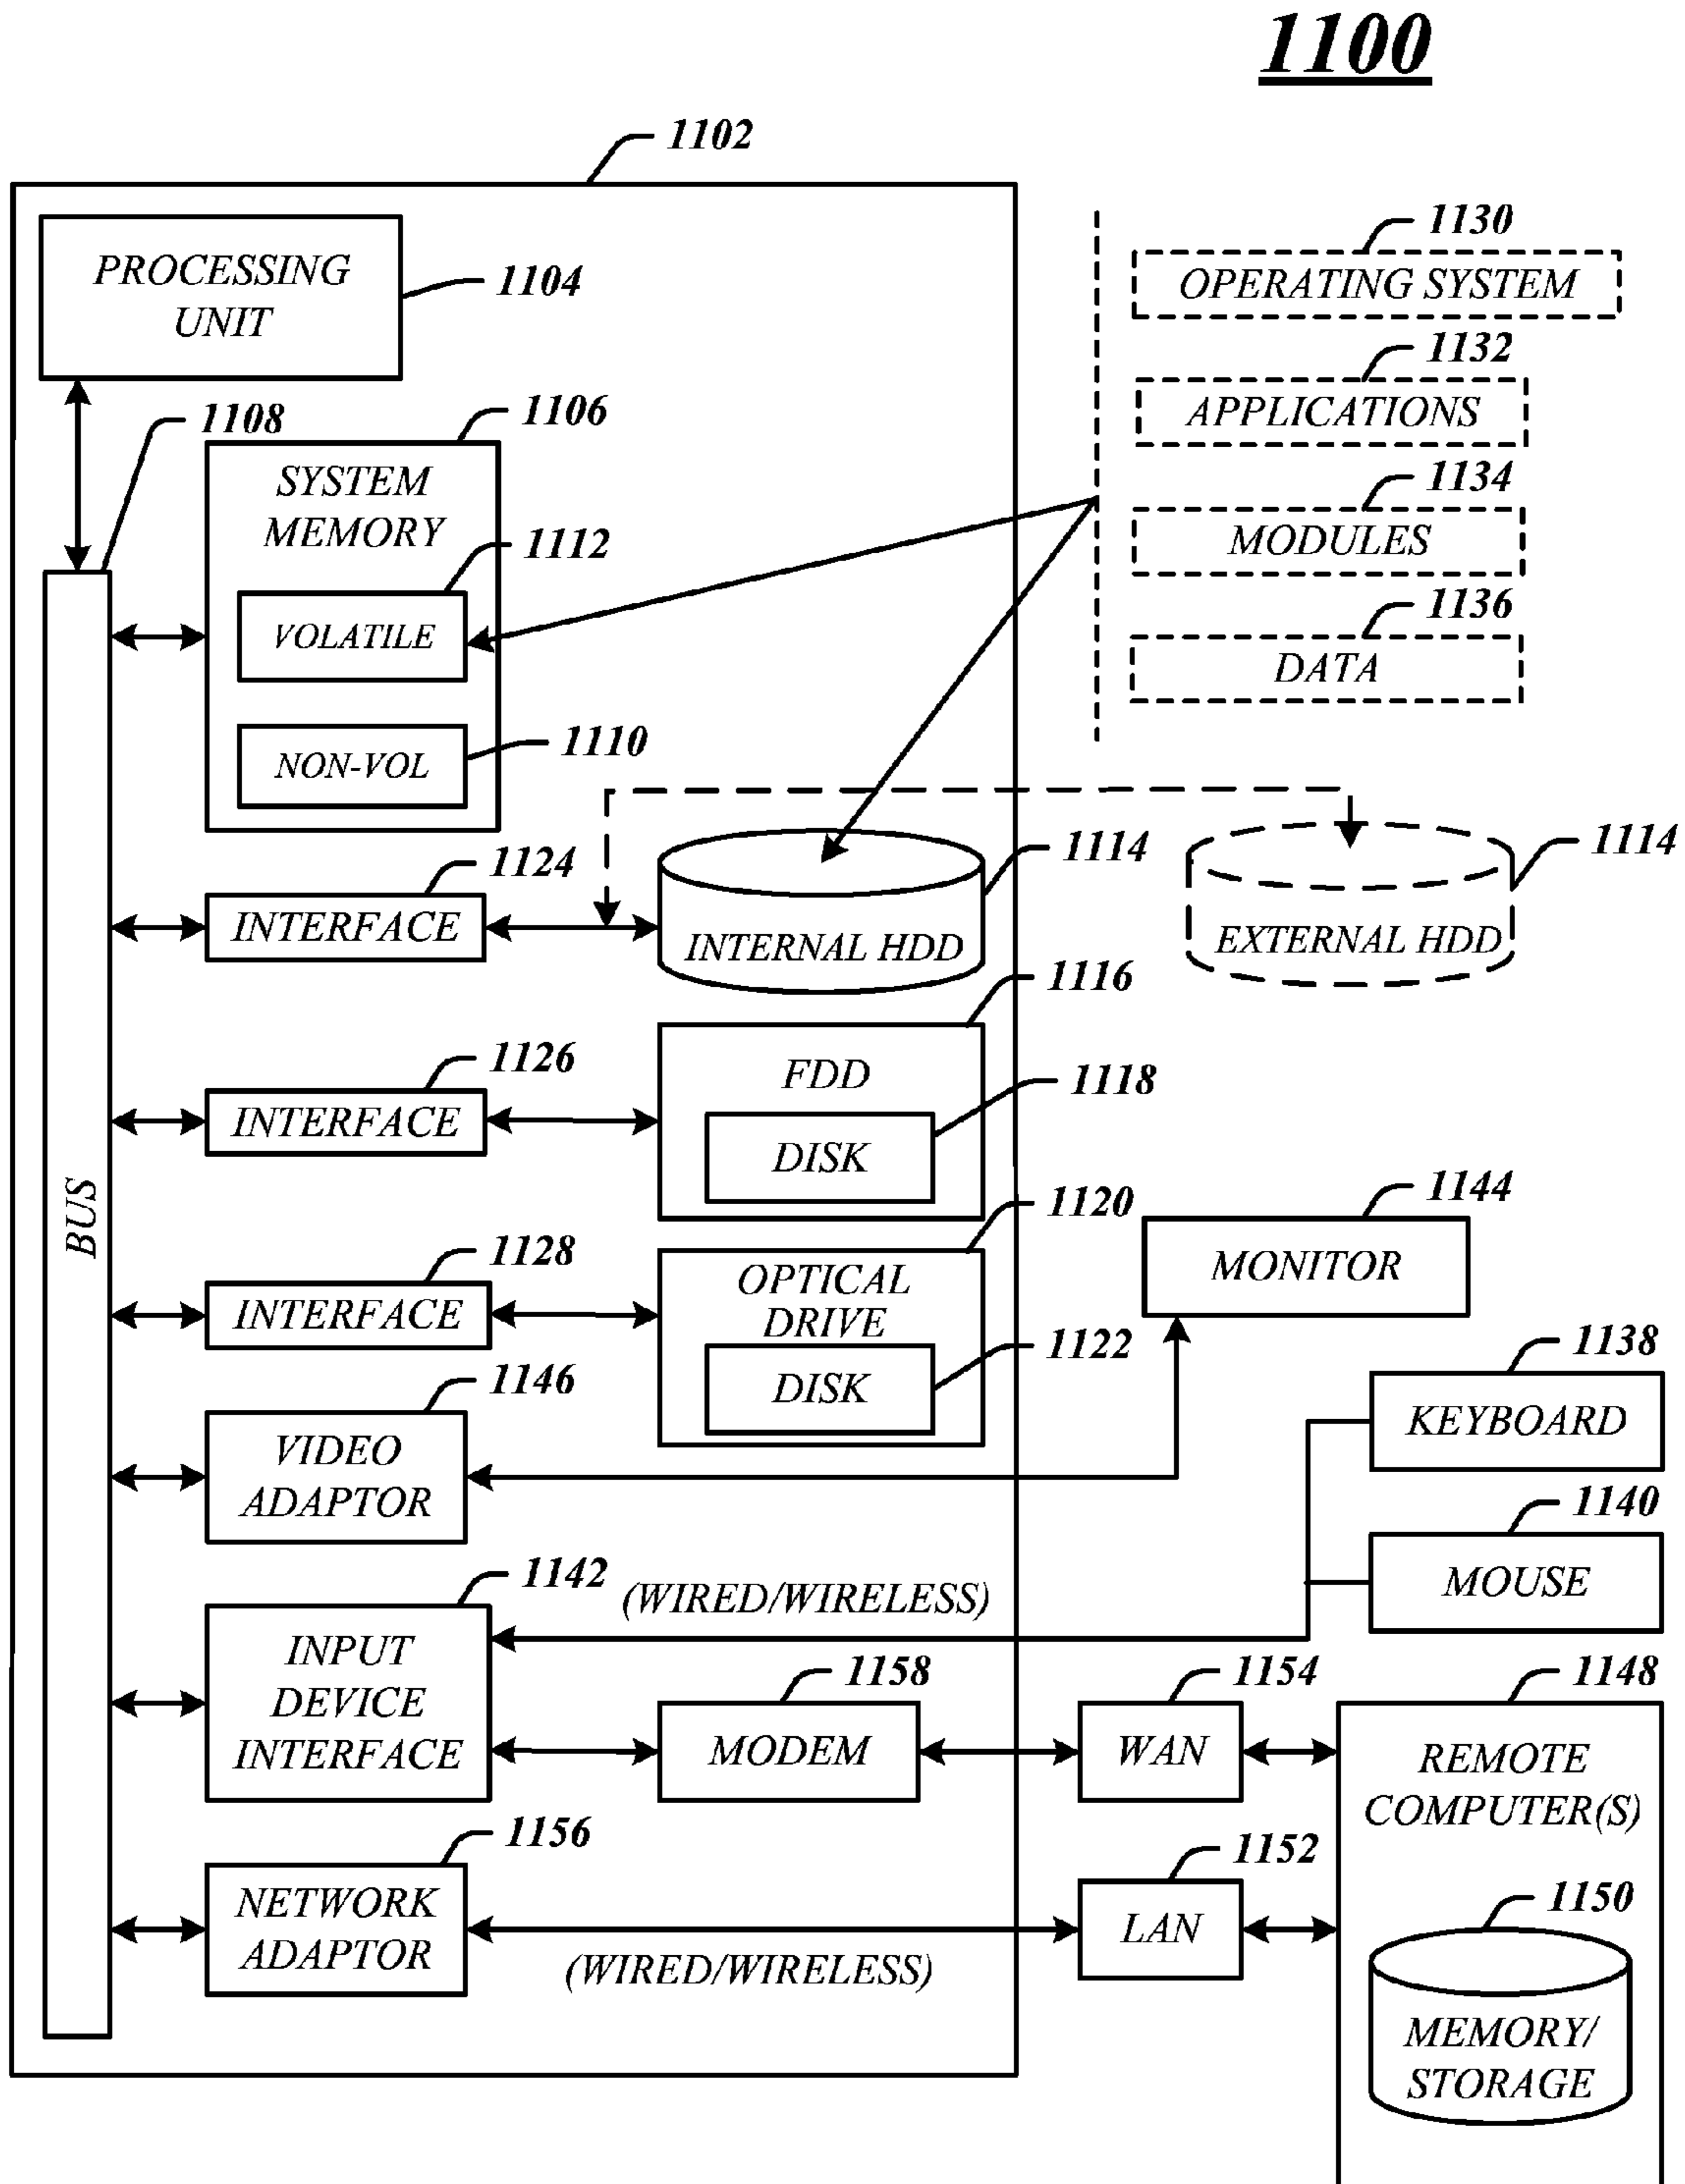 1100
1102
PROCESSING
UNIT
1104
1108
1106
SYSTEM
MEMORY
1112
VOLATILE
1110
NON-VOL
1130
OPERATING SYSTEM
1132
APPLICATIONS
1134
MODULES
1136
DATA
1124
INTERFACE
1114
INTERNAL HDD
1114
EXTERNAL HDD
1126
INTERFACE
1116
FDD
1118
DISK
BUS
1128
INTERFACE
1120
OPTICAL
DRIVE
1122
DISK
1144
MONITOR
1146
VIDEO
ADAPTOR
1138
KEYBOARD
1140
MOUSE
1142
INPUT
DEVICE
INTERFACE
(WIRED/WIRELESS)
1158
MODEM
1154
WAN
1148
REMOTE
COMPUTER(S)
1156
NETWORK
ADAPTOR
(WIRED/WIRELESS)
1152
LAN
1150
MEMORY/
STORAGE